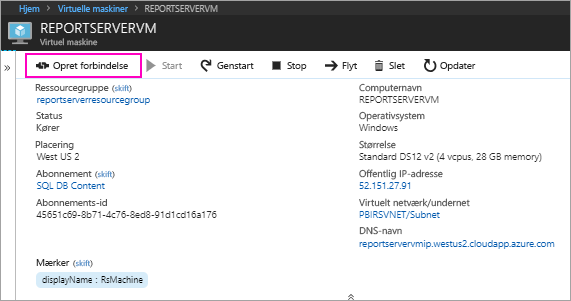 Hjem > Virtuelle maskiner > REPORTSERVERVM
REPORTSERVERVM
Virtuel maskine
» Opret forbindelse Start Genstart Stop Flyt Slet Opdater
Ressourcegruppe (skift)
reportserverresourcegroup
Status
Kører
Placering
West US 2
Abonnement (skift)
SQL DB Content
Abonnements-id
45651c69-8b71-4c76-8ed8-91d1cd16a176
Computernavn
REPORTSERVERVM
Operativsystem
Windows
Størrelse
Standard DS12 v2 (4 vcpus, 28 GB memory)
Offentlig IP-adresse
52.151.27.91
Virtuelt netværk/undernet
PBIRSVNET/Subnet
DNS-navn
reportservervmip.westus2.cloudapp.azure.com
Mærker (skift)
displayName : RsMachine